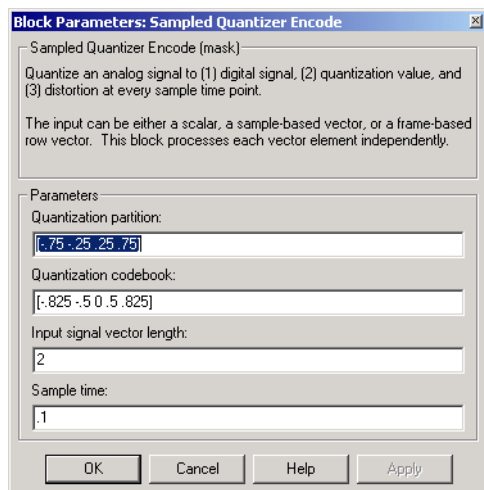 Block Parameters: Sampled Quantizer Encode
Sampled Quantizer Encode (mask)
Quantize an analog signal to (1) digital signal, (2) quantization value, and
(3) distortion at every sample time point.
The input can be either a scalar, a sample-based vector, or a frame-based
row vector. This block processes each vector element independently.
Parameters
Quantization partition:
[-.75 -.25 .25 .75]
Quantization codebook:
[-.825 -.5 0 .5 .825]
Input signal vector length:
2
Sample time:
.1
OK Cancel Help Apply